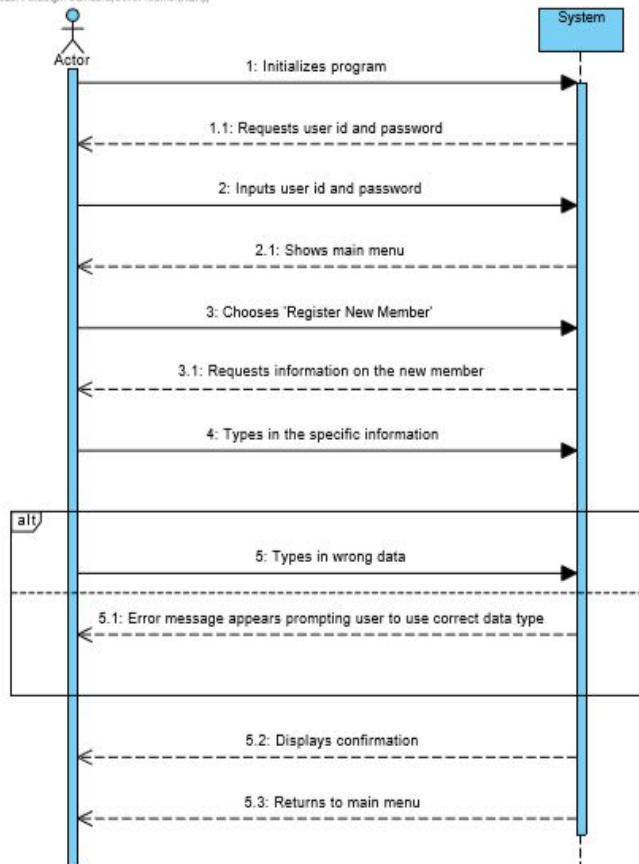 System
Actor
1: Initializes program
1.1: Requests user id and password
2: Inputs user id and password
2.1: Shows main menu
3: Chooses 'Register New Member'
3.1: Requests information on the new member
4: Types in the specific information
alt
5: Types in wrong data
5.1: Error message appears prompting user to use correct data type
5.2: Displays confirmation
5.3: Returns to main menu